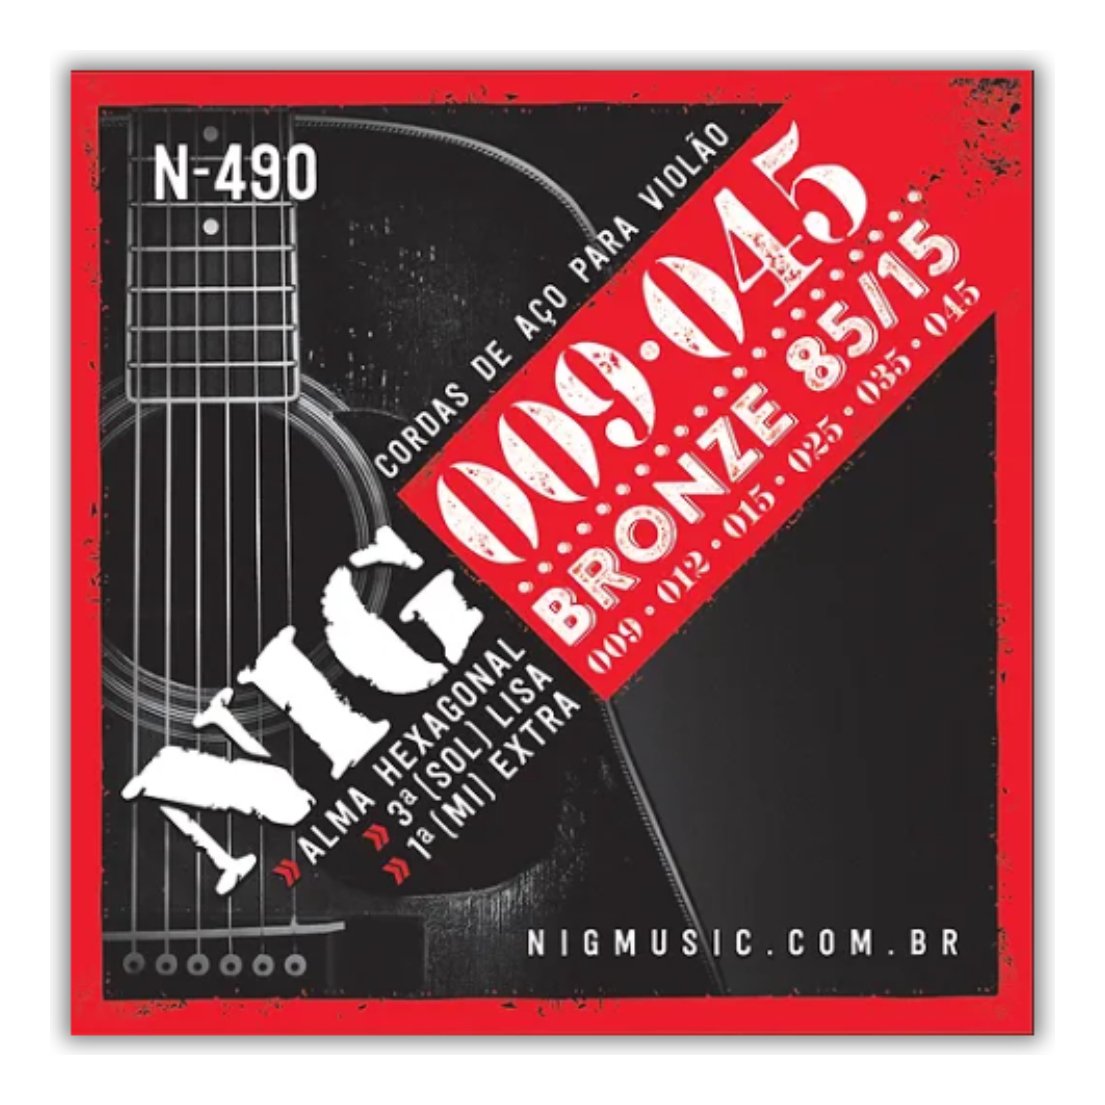 N-490
CORDAS DE AÇO PARA VIOLÃO
009·045
BRONZE 85/15
009 · 012 · 015 · 025 · 035 · 045
NIG
ALMA HEXAGONAL
3ª (SOL) LISA
1ª (MI) EXTRA
NIGMUSIC.COM.BR